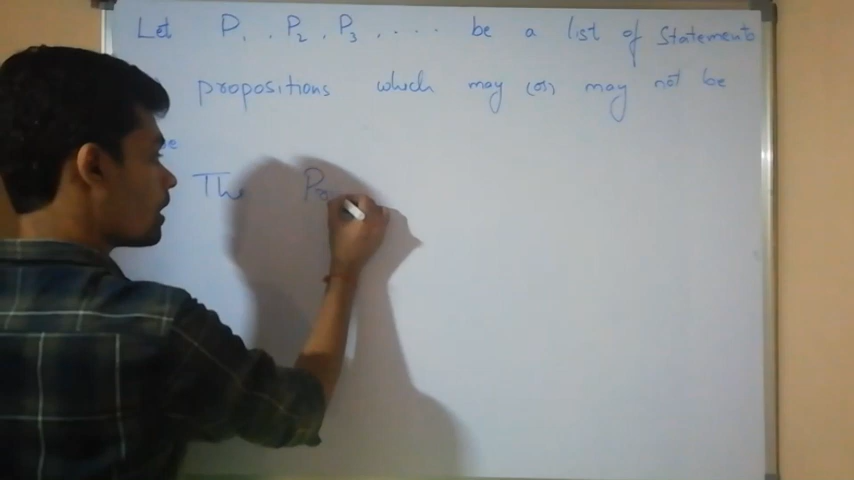 Let P₁, P₂, P₃, .... be a list of Statements
propositions which may (or) may not be
The